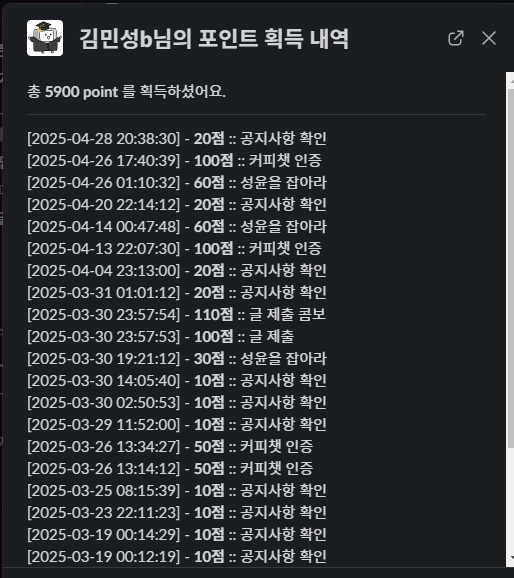 김민성b님의 포인트 획득 내역
총 5900 point 를 획득하셨어요.
[2025-04-28 20:38:30] - 20점 :: 공지사항 확인
[2025-04-26 17:40:39] - 100점 :: 커피챗 인증
[2025-04-26 01:10:32] - 60점 :: 성윤을 잡아라
[2025-04-20 22:14:12] - 20점 :: 공지사항 확인
[2025-04-14 00:47:48] - 60점 :: 성윤을 잡아라
[2025-04-13 22:07:30] - 100점 :: 커피챗 인증
[2025-04-04 23:13:00] - 20점 :: 공지사항 확인
[2025-03-31 01:01:12] - 20점 :: 공지사항 확인
[2025-03-30 23:57:54] - 110점 :: 글 제출 콤보
[2025-03-30 23:57:53] - 100점 :: 글 제출
[2025-03-30 19:21:12] - 30점 :: 성윤을 잡아라
[2025-03-30 14:05:40] - 10점 :: 공지사항 확인
[2025-03-30 02:50:53] - 10점 :: 공지사항 확인
[2025-03-29 11:52:00] - 10점 :: 공지사항 확인
[2025-03-26 13:34:27] - 50점 :: 커피챗 인증
[2025-03-26 13:14:12] - 50점 :: 커피챗 인증
[2025-03-25 08:15:39] - 10점 :: 공지사항 확인
[2025-03-23 22:11:23] - 10점 :: 공지사항 확인
[2025-03-19 00:14:29] - 10점 :: 공지사항 확인
[2025-03-19 00:12:19] - 10점 :: 공지사항 확인